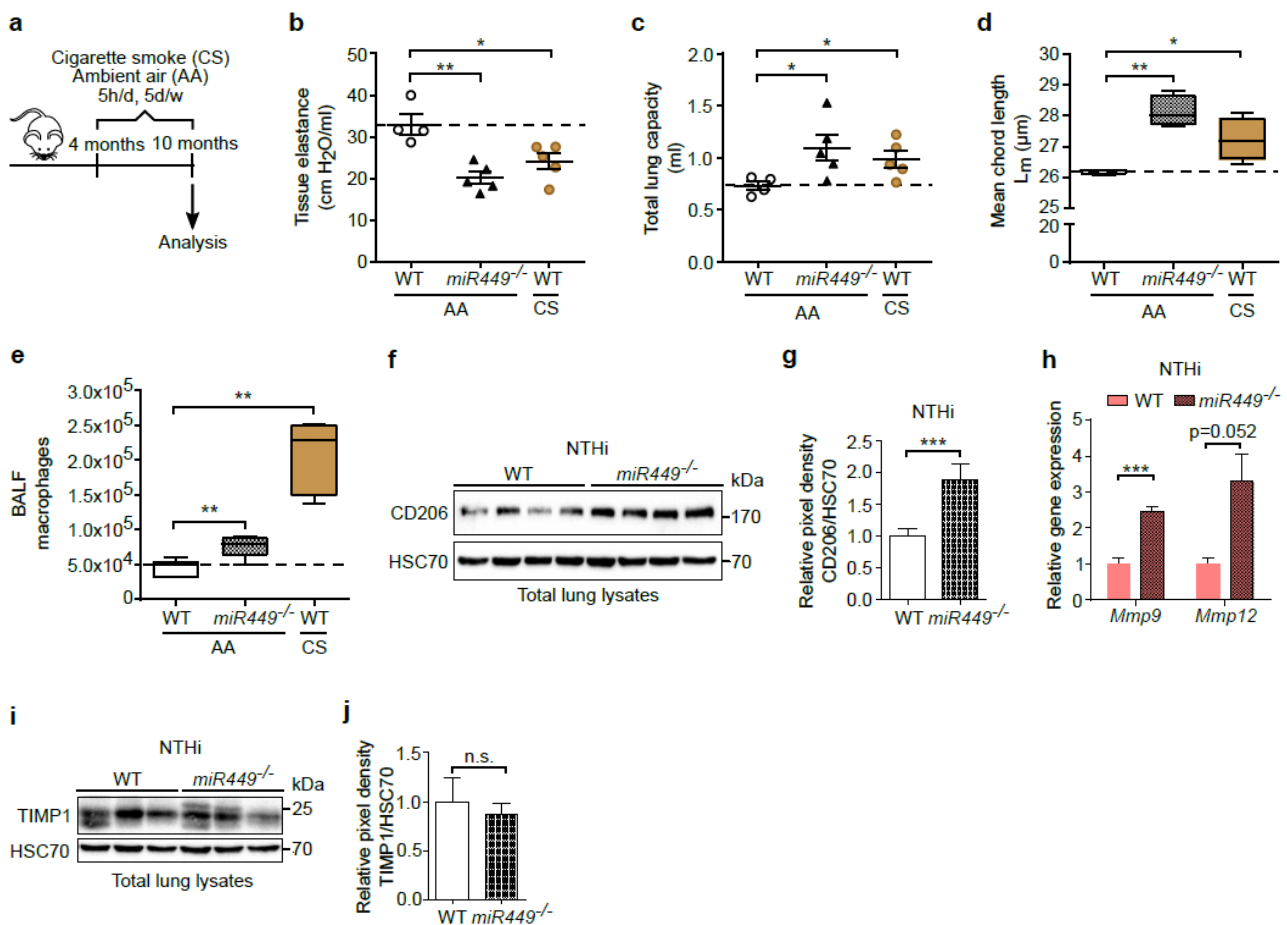 a
Cigarette smoke (CS)
Ambient air (AA)
5h/d, 5d/w
4 months 10 months
Analysis
b
Tissue elastance
(cm H2O/ml)
50
40
30
20
10
0
*
**
WT miR449-/- WT
AA CS
c
Total lung capacity
(ml)
2.0
1.5
1.0
0.5
0.0
*
*
WT miR449-/- WT
AA CS
d
Mean chord length
Lm (µm)
29
28
27
26
25
20
0
*
**
WT miR449-/- WT
AA CS
e
BALF
macrophages
3.0x10^5
2.5x10^5
2.0x10^5
1.5x10^5
1.0x10^5
5.0x10^4
0
**
**
WT miR449-/- WT
AA CS
f
NTHi
WT miR449-/- kDa
CD206 170
HSC70 70
Total lung lysates
g
NTHi
Relative pixel density
CD206/HSC70
2.5
2.0
1.5
1.0
0.5
0.0
***
WT miR449-/-
h
NTHi
WT miR449-/-
Relative gene expression
5
4
3
2
1
0
***
p=0.052
Mmp9 Mmp12
i
NTHi
WT miR449-/- kDa
TIMP1 25
HSC70 70
Total lung lysates
j
Relative pixel density
TIMP1/HSC70
1.5
1.0
0.5
0.0
n.s.
WT miR449-/-